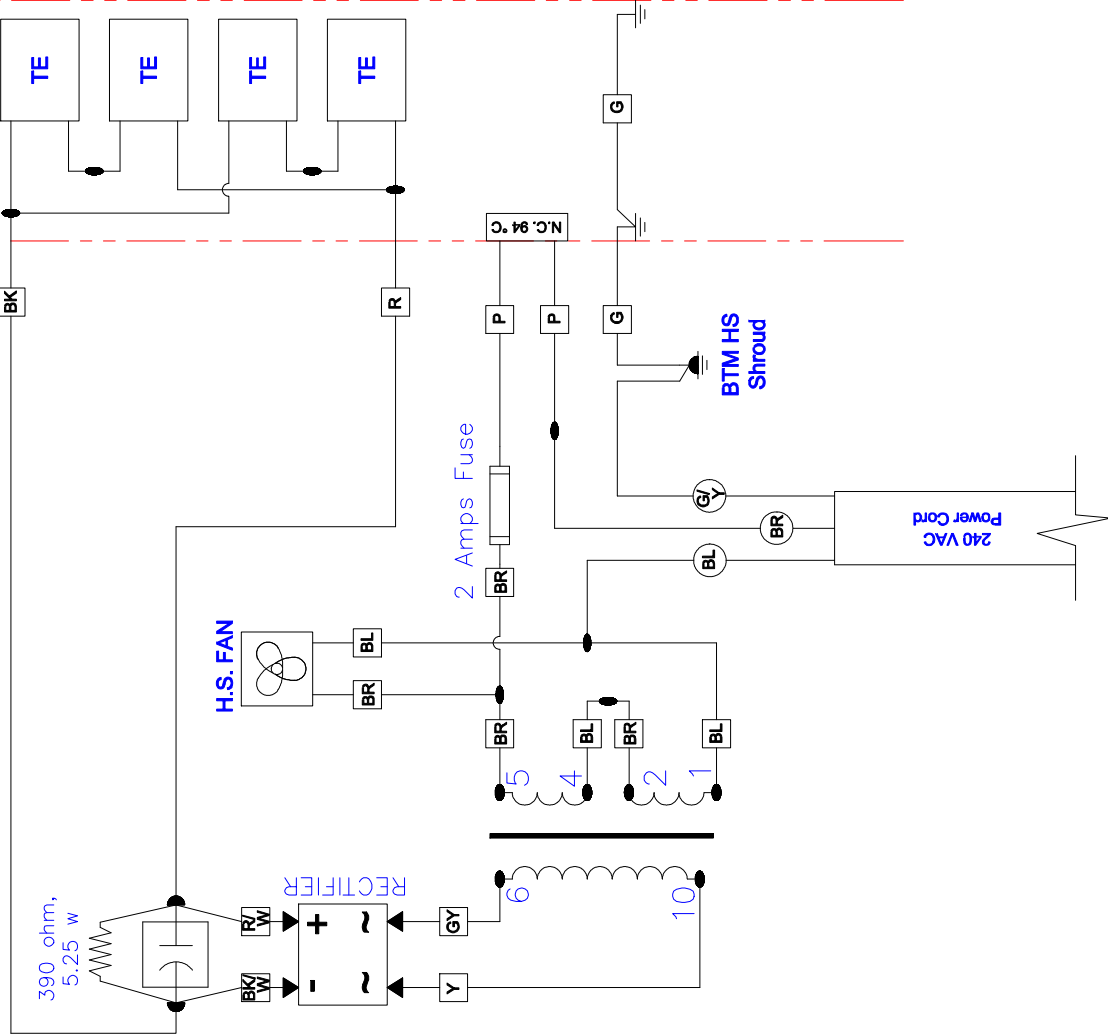 TE
TE
TE
TE
BK
R
N.C. 94 °C
P
P
G
G
BTM HS
Shroud
2 Amps Fuse
BR
G/
Y
BR
BL
240 VAC
Power Cord
H.S. FAN
BL
BR
BR
BL
BR
BL
5
4
2
1
6
10
RECTIFIER
390 ohm,
5.25 w
R/
W
BK/
W
+
-
~
~
GY
Y